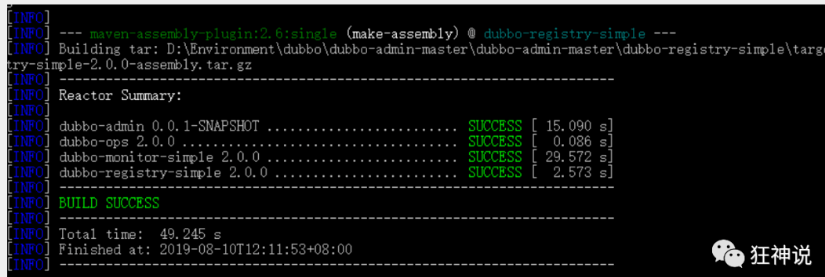 [INFO]
[INFO] --- maven-assembly-plugin:2.6:single (make-assembly) @ dubbo-registry-simple ---
[INFO] Building tar: D:\Environment\dubbo\dubbo-admin-master\dubbo-admin-master\dubbo-registry-simple\targe
try-simple-2.0.0-assembly.tar.gz
[INFO] ------------------------------------------------------------------------
[INFO] Reactor Summary:
[INFO]
[INFO] dubbo-admin 0.0.1-SNAPSHOT ......................... SUCCESS [ 15.090 s]
[INFO] dubbo-ops 2.0.0 .................................... SUCCESS [  0.086 s]
[INFO] dubbo-monitor-simple 2.0.0 ......................... SUCCESS [ 29.572 s]
[INFO] dubbo-registry-simple 2.0.0 ........................ SUCCESS [  2.573 s]
[INFO] ------------------------------------------------------------------------
[INFO] BUILD SUCCESS
[INFO] ------------------------------------------------------------------------
[INFO] Total time:  49.245 s
[INFO] Finished at: 2019-08-10T12:11:53+08:00
[INFO] ------------------------------------------------------------------------
狂神说